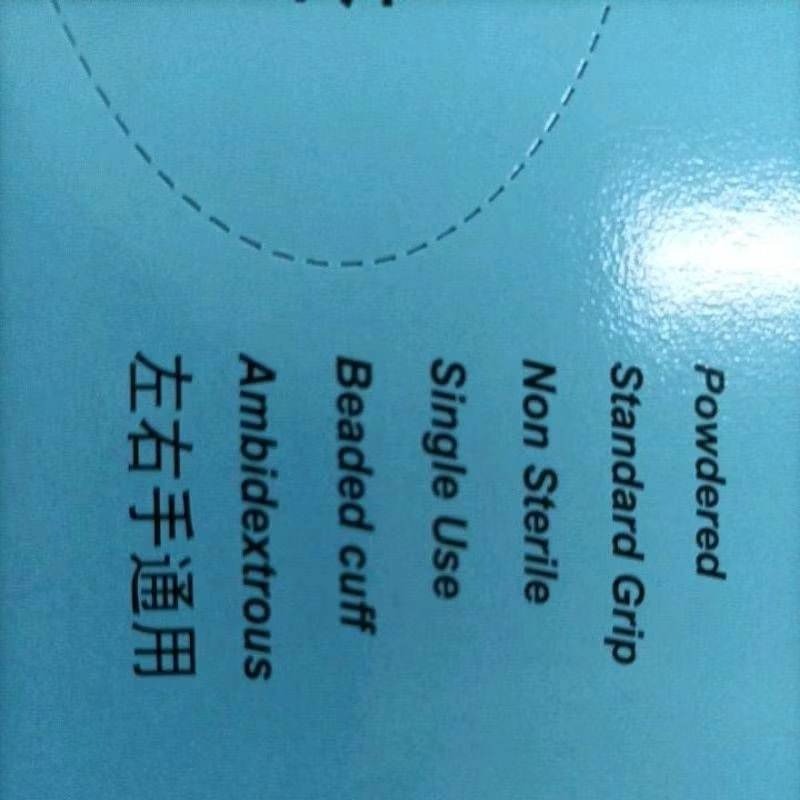 Powdered
Standard Grip
Non Sterile
Single Use
Beaded cuff
Ambidextrous
左右手通用